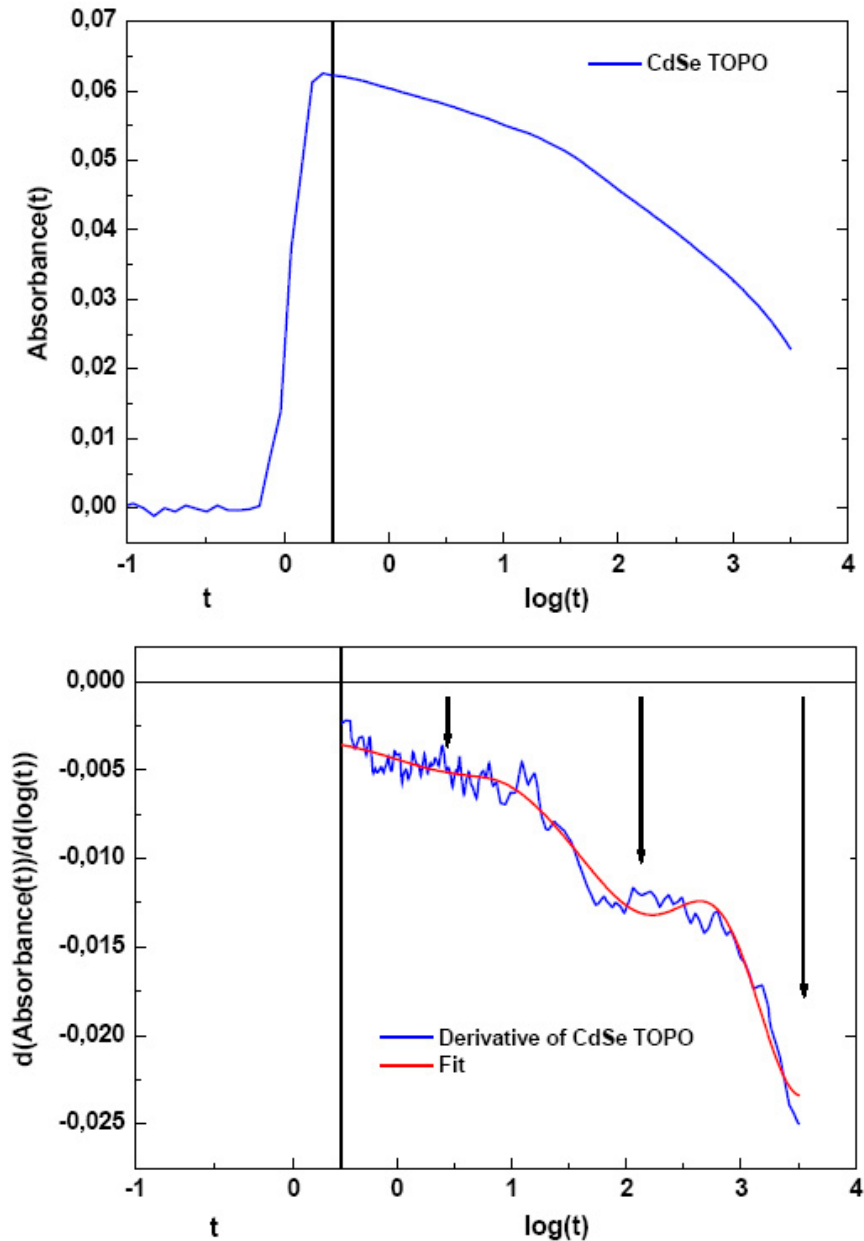 0,07
0,06
0,05
0,04
0,03
0,02
0,01
0,00
Absorbance(t)
CdSe TOPO
-1 0 0 1 2 3 4
t log(t)
0,000
-0,005
-0,010
-0,015
-0,020
-0,025
d(Absorbance(t))/d(log(t))
Derivative of CdSe TOPO
Fit
-1 0 0 1 2 3 4
t log(t)